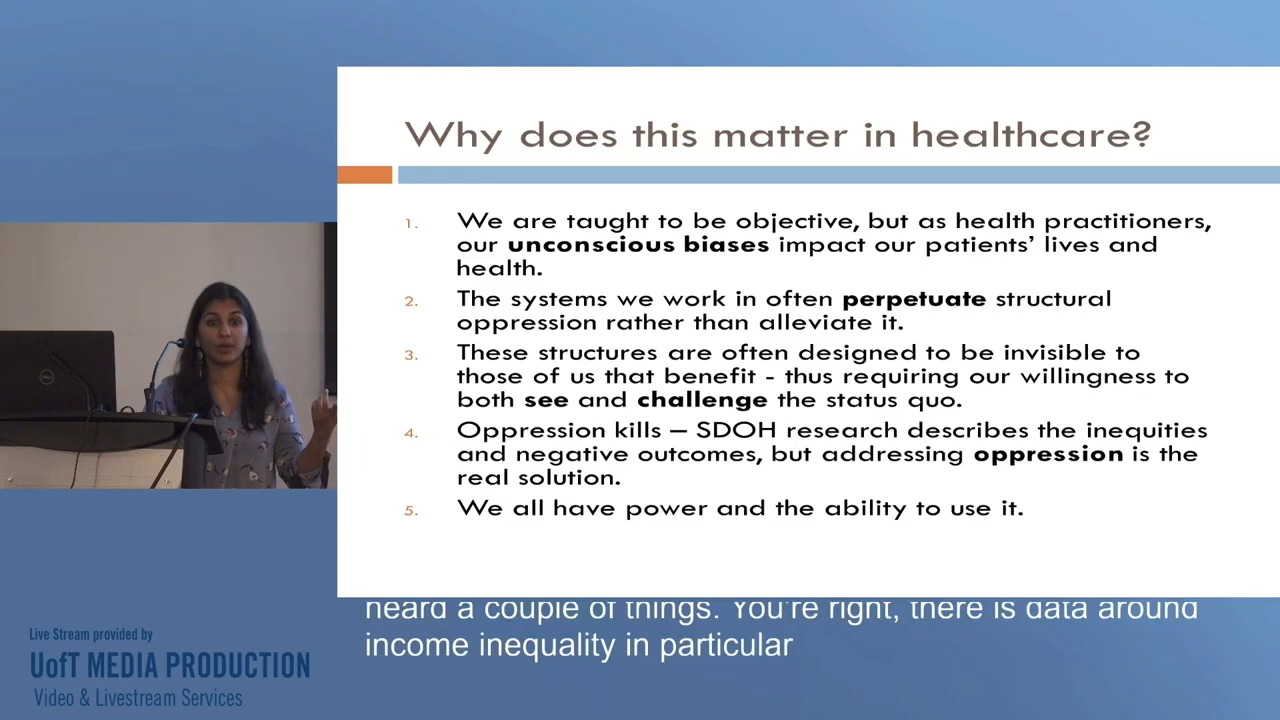 Why does this matter in healthcare?
1. We are taught to be objective, but as health practitioners,
our unconscious biases impact our patients’ lives and
health.
2. The systems we work in often perpetuate structural
oppression rather than alleviate it.
3. These structures are often designed to be invisible to
those of us that benefit - thus requiring our willingness to
both see and challenge the status quo.
4. Oppression kills – SDOH research describes the inequities
and negative outcomes, but addressing oppression is the
real solution.
5. We all have power and the ability to use it.
heard a couple of things. You're right, there is data around
income inequality in particular
Live Stream provided by
UofT MEDIA PRODUCTION
Video & Livestream Services
DELL